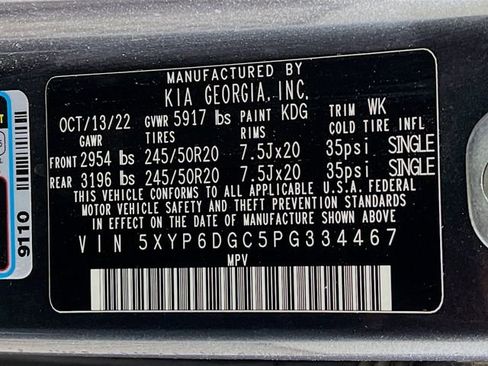 MANUFACTURED BY
KIA GEORGIA, INC.
OCT/13/22 GVWR 5917 lbs PAINT KDG TRIM WK
GAWR TIRES RIMS COLD TIRE INFL
FRONT 2954 lbs 245/50R20 7.5Jx20 35psi SINGLE
REAR 3196 lbs 245/50R20 7.5Jx20 35psi SINGLE
THIS VEHICLE CONFORMS TO ALL APPLICABLE U.S.A. FEDERAL
MOTOR VEHICLE SAFETY AND THEFT PREVENTION STANDARDS
IN EFFECT ON THE DATE OF MANUFACTURE SHOWN ABOVE.
VIN 5XYP6DGC5PG334467
MPV
9110